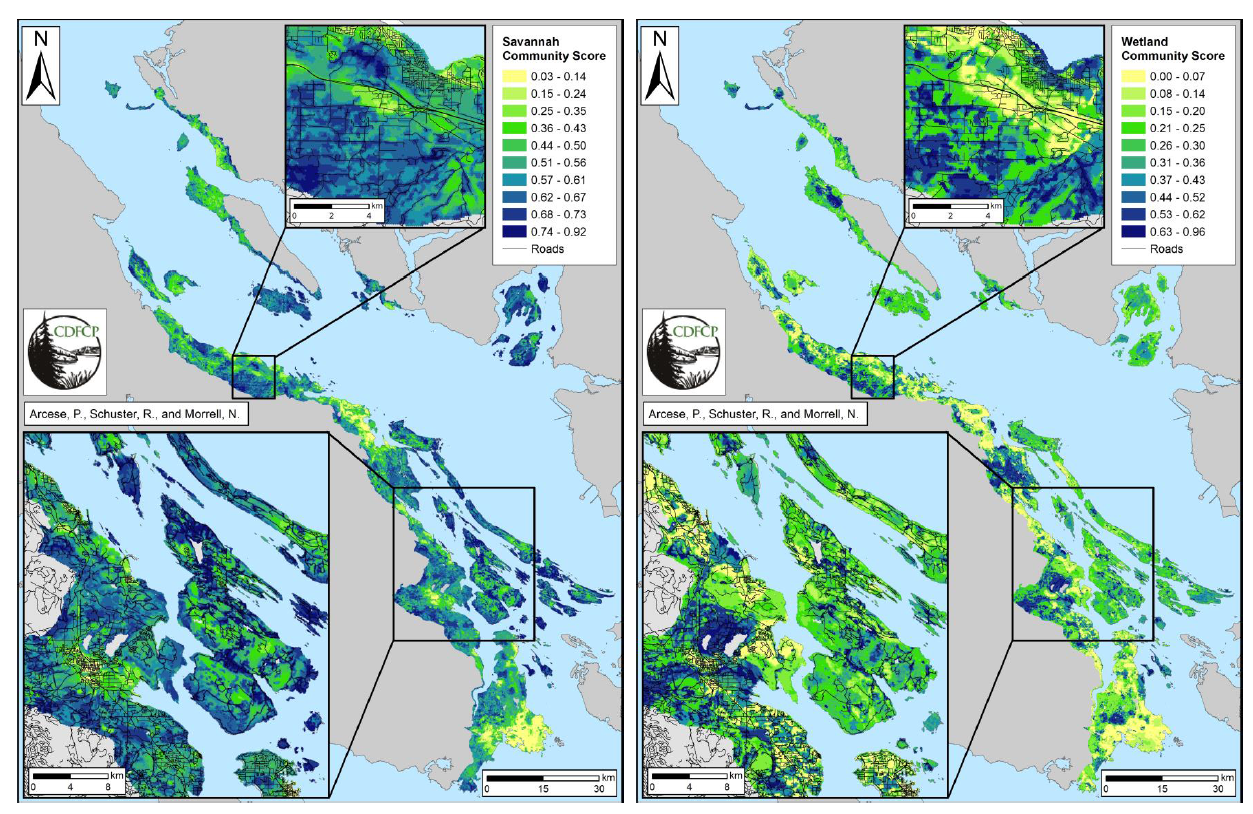 N
Savannah
Community Score
0.03 - 0.14
0.15 - 0.24
0.25 - 0.35
0.36 - 0.43
0.44 - 0.50
0.51 - 0.56
0.57 - 0.61
0.62 - 0.67
0.68 - 0.73
0.74 - 0.92
Roads
km
0 2 4
CDFCP
Arcese, P., Schuster, R., and Morrell, N.
km
0 4 8
km
0 15 30
N
Wetland
Community Score
0.00 - 0.07
0.08 - 0.14
0.15 - 0.20
0.21 - 0.25
0.26 - 0.30
0.31 - 0.36
0.37 - 0.43
0.44 - 0.52
0.53 - 0.62
0.63 - 0.96
Roads
km
0 2 4
CDFCP
Arcese, P., Schuster, R., and Morrell, N.
km
0 4 8
km
0 15 30